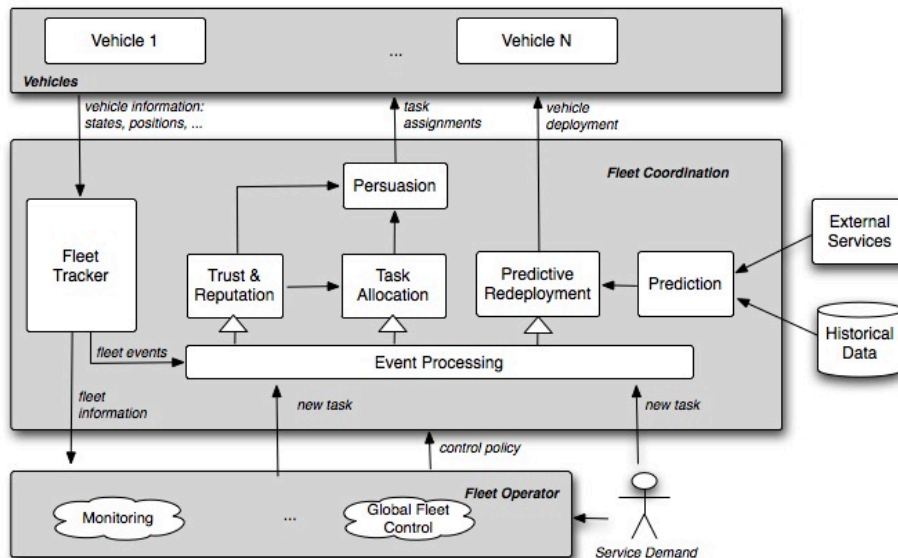 Vehicle 1
Vehicle N
...
Vehicles
vehicle information:
states, positions, ...
task
assignments
vehicle
deployment
Fleet Coordination
Persuasion
Fleet
Tracker
Trust &
Reputation
Task
Allocation
Predictive
Redeployment
Prediction
External
Services
Historical
Data
fleet events
Event Processing
fleet
information
new task
new task
control policy
Fleet Operator
Monitoring
...
Global Fleet
Control
Service Demand